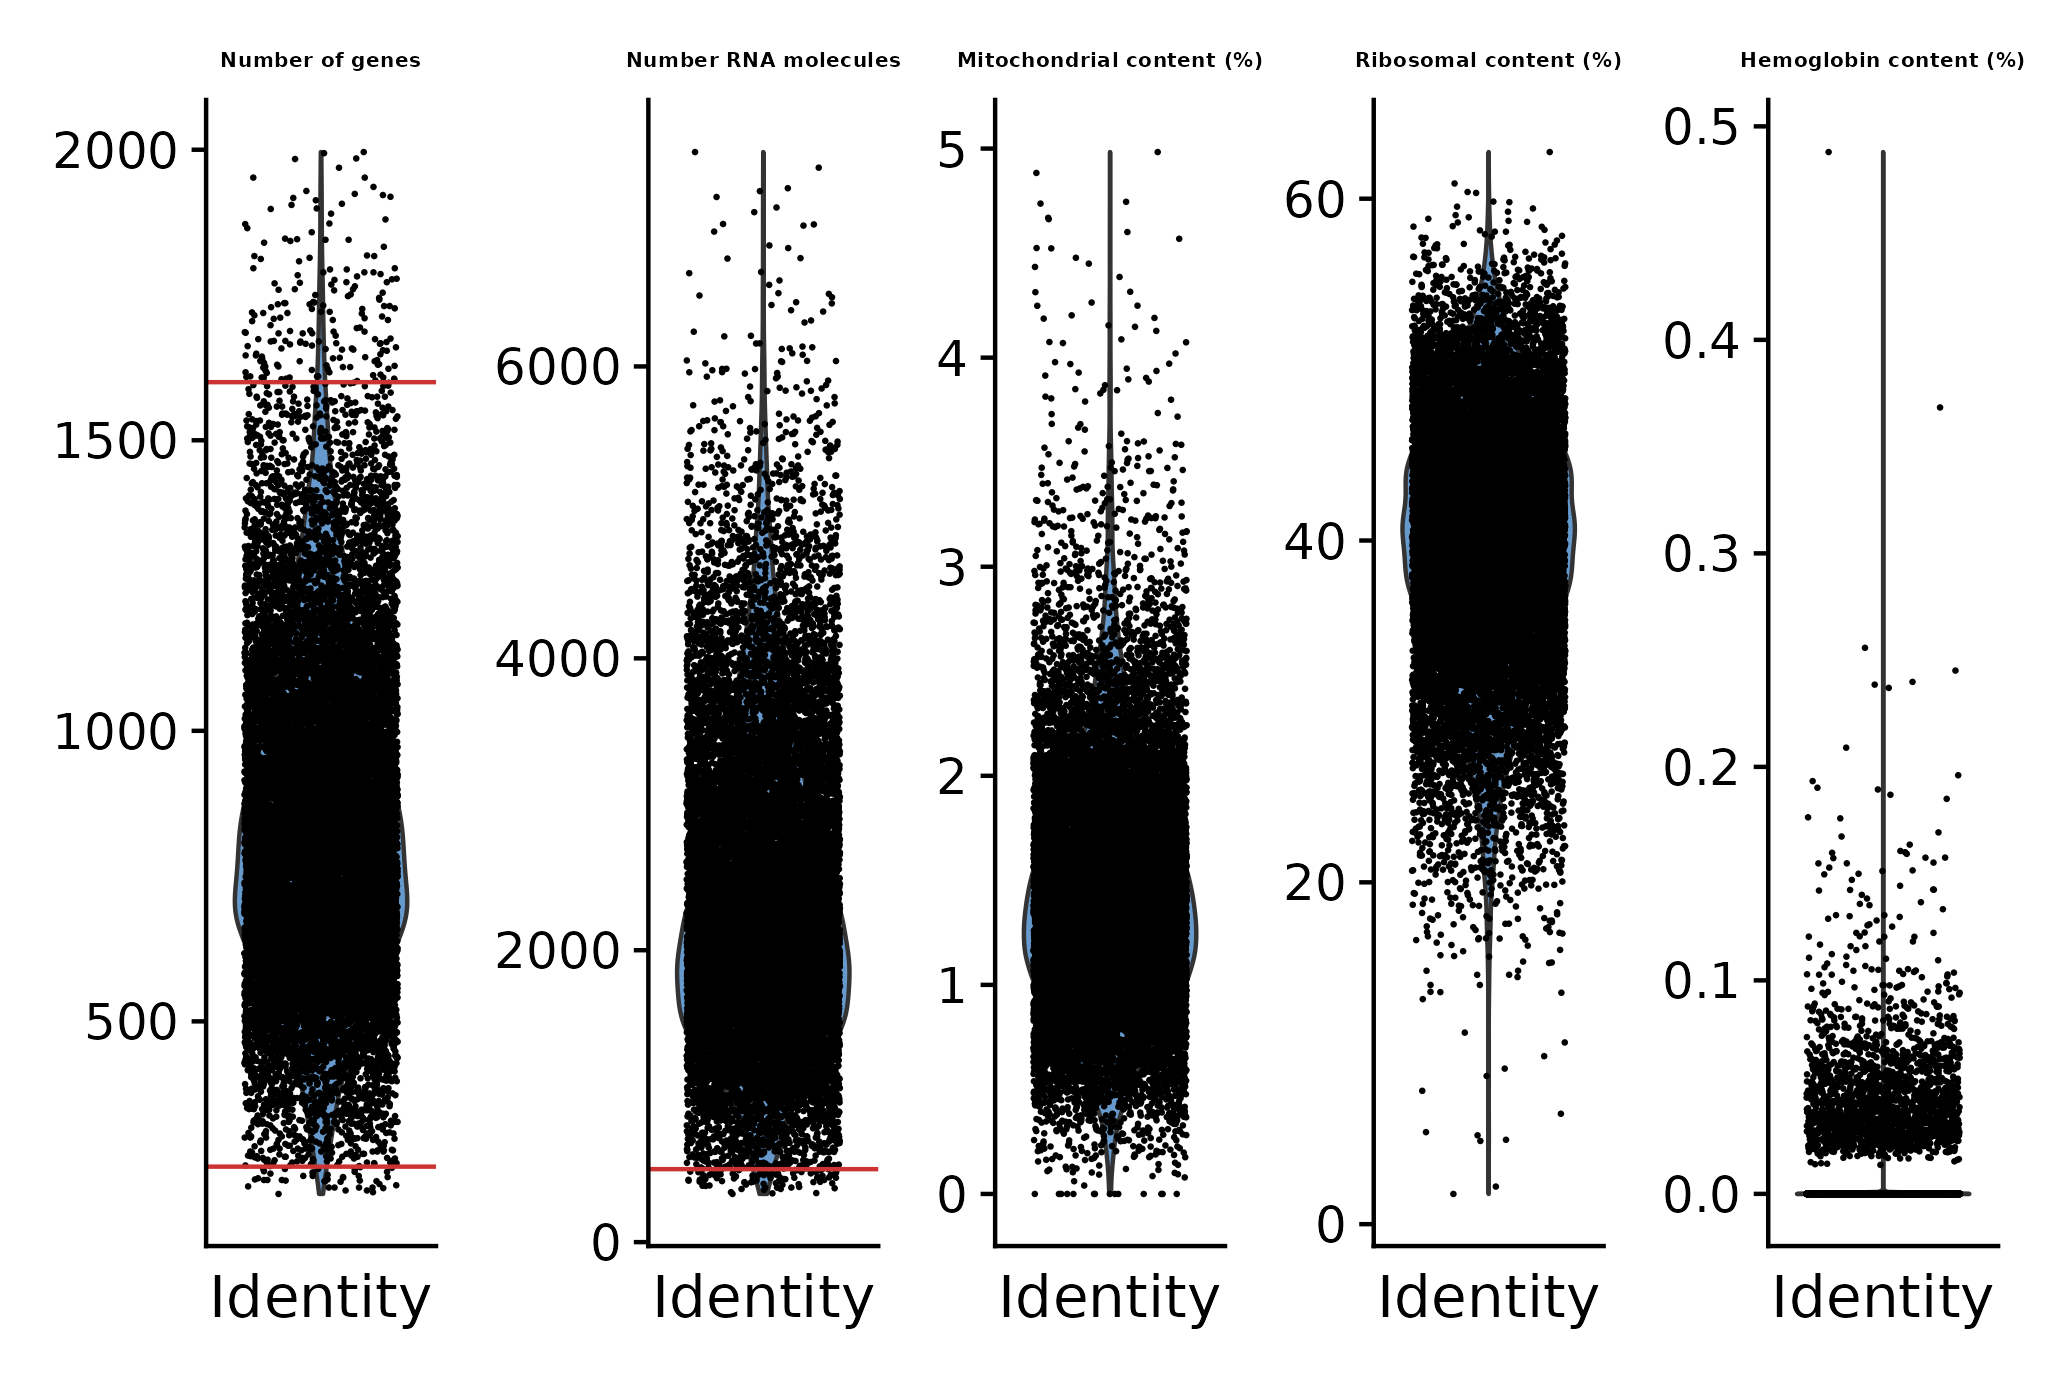 Number of genes
Number RNA molecules
Mitochondrial content (%)
Ribosomal content (%)
Hemoglobin content (%)
2000
1500
1000
500
Identity
6000
4000
2000
0
Identity
5
4
3
2
1
0
Identity
60
40
20
0
Identity
0.5
0.4
0.3
0.2
0.1
0.0
Identity